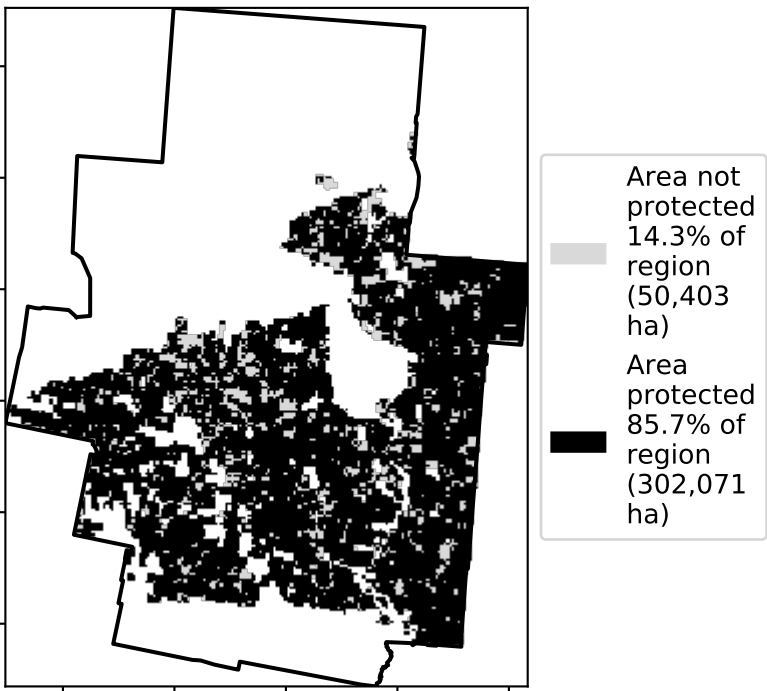 Area not
protected
14.3% of
region
(50,403
ha)
Area
protected
85.7% of
region
(302,071
ha)